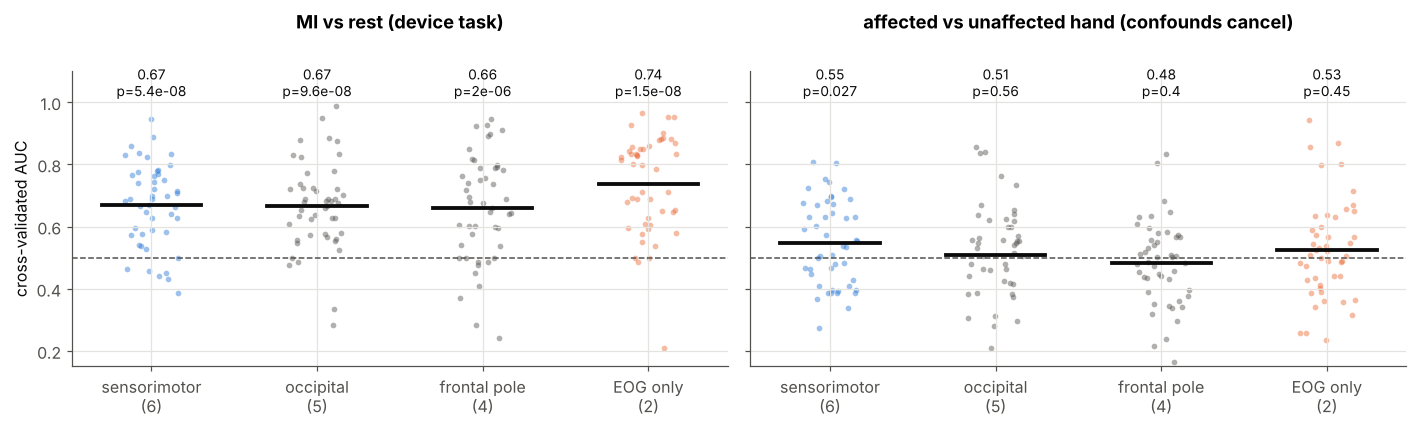 MI vs rest (device task)
0.67
p=5.4e-08
0.67
p=9.6e-08
0.66
p=2e-06
0.74
p=1.5e-08
cross-validated AUC
1.0
0.8
0.6
0.4
0.2
sensorimotor
(6)
occipital
(5)
frontal pole
(4)
EOG only
(2)
affected vs unaffected hand (confounds cancel)
0.55
p=0.027
0.51
p=0.56
0.48
p=0.4
0.53
p=0.45
sensorimotor
(6)
occipital
(5)
frontal pole
(4)
EOG only
(2)